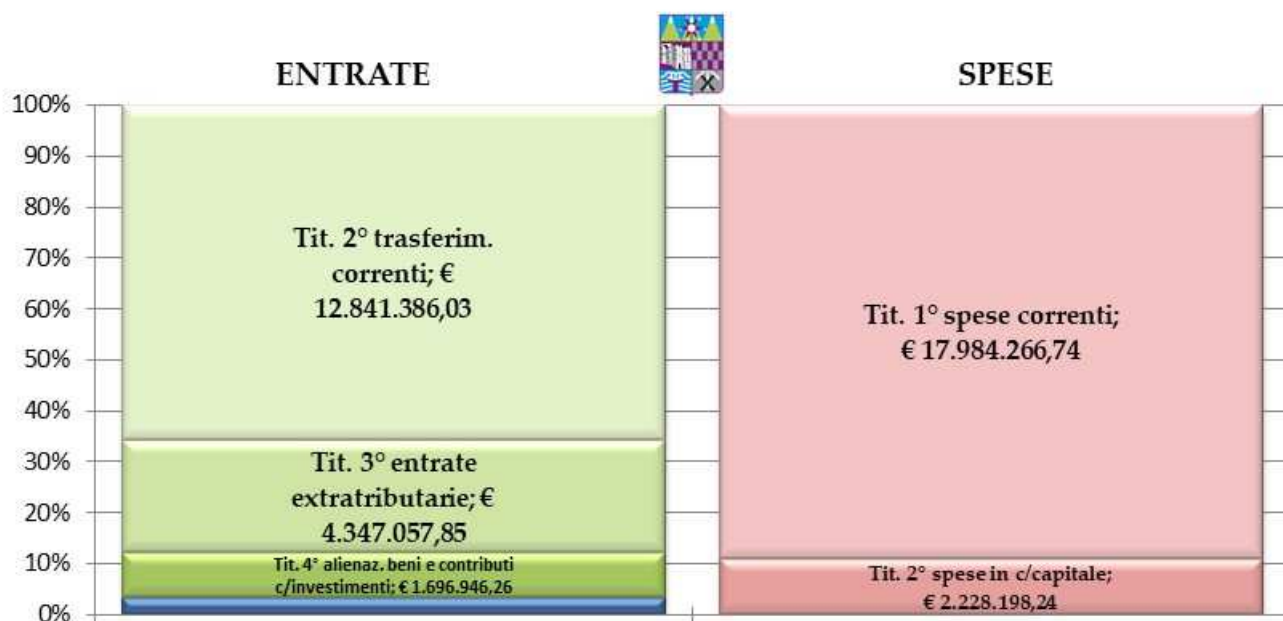 ENTRATE
SPESE
100%
90%
80%
70%
60%
50%
40%
30%
20%
10%
0%
Tit. 2° trasferim.
correnti; €
12.841.386,03
Tit. 3° entrate
extratributarie; €
4.347.057,85
Tit. 4° alienaz. beni e contributi
c/investimenti; € 1.696.946,26
Tit. 1° spese correnti;
€ 17.984.266,74
Tit. 2° spese in c/capitale;
€ 2.228.198,24